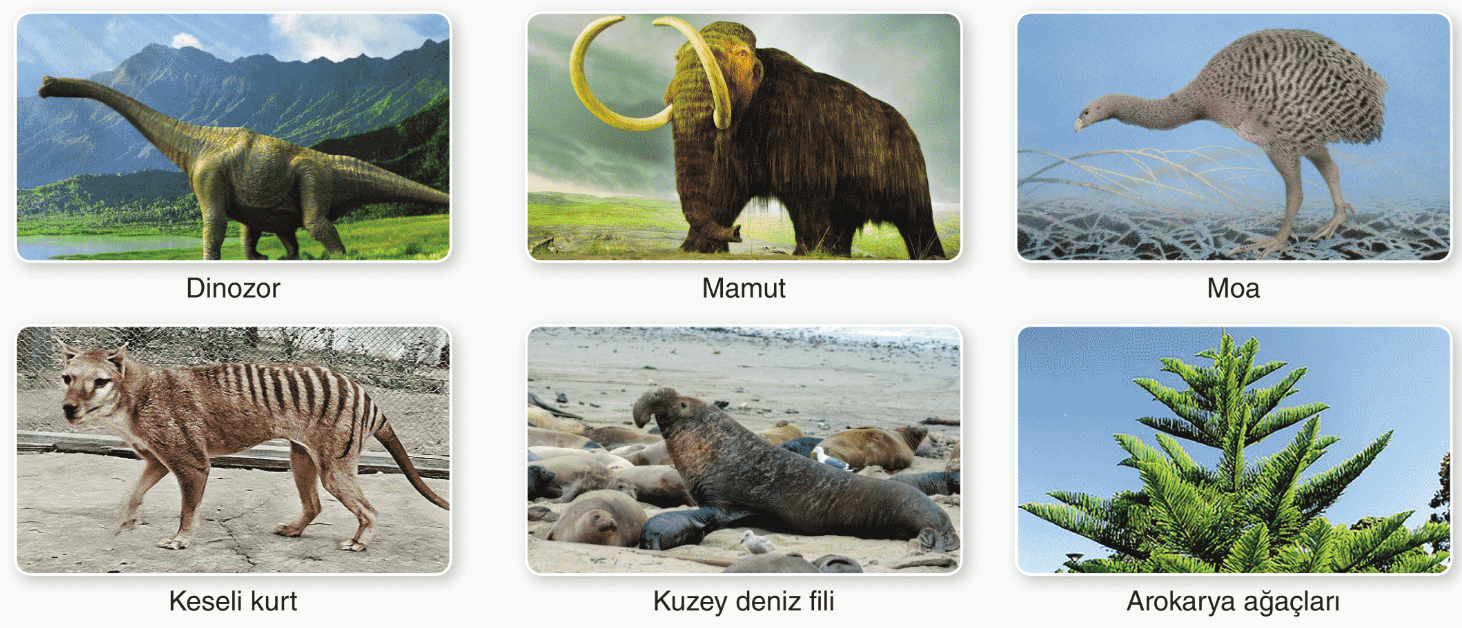 Dinozor
Mamut
Moa
Keseli kurt
Kuzey deniz fili
Arokarya ağaçları